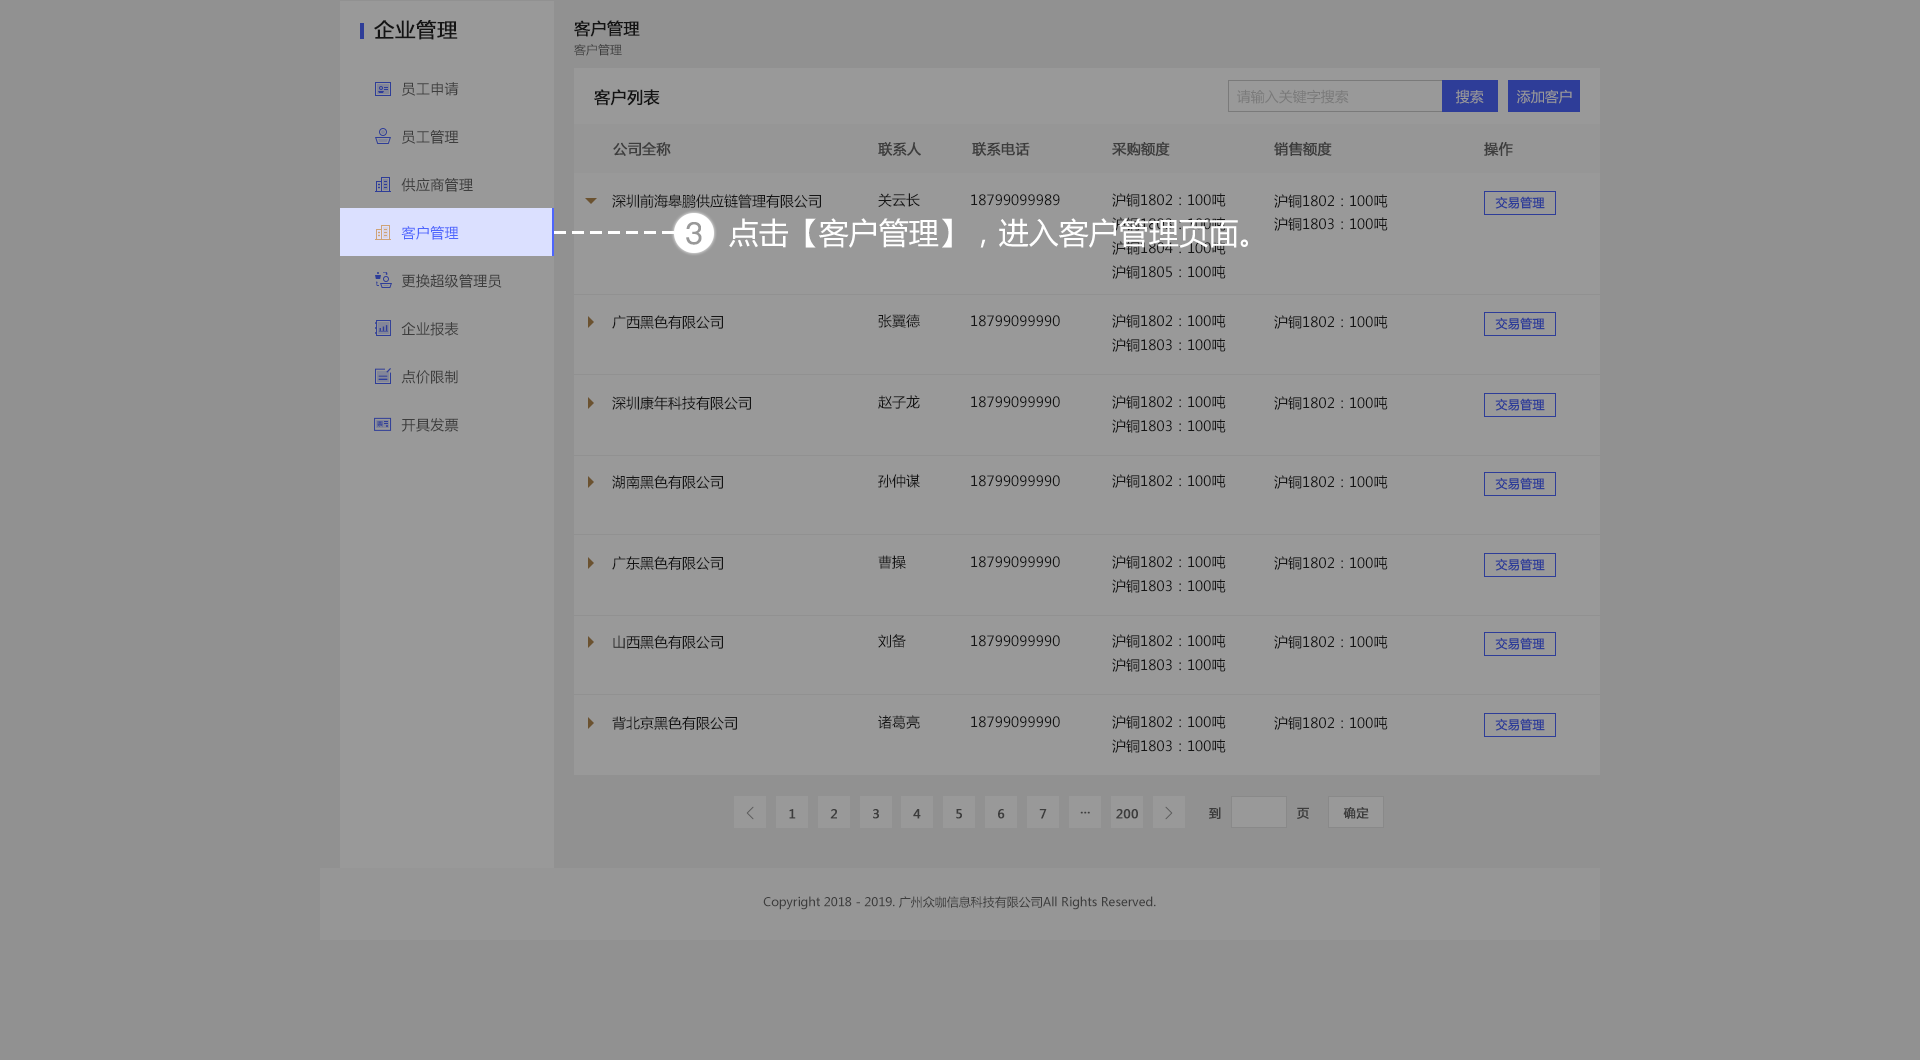 企业管理
员工申请
员工管理
供应商管理
客户管理
更换超级管理员
企业报表
点价限制
开具发票
客户管理
客户管理
客户列表
请输入关键字搜索 搜索 添加客户
公司全称 联系人 联系电话 采购额度 销售额度 操作
深圳前海皋鹏供应链管理有限公司 关云长 18799099989 沪铜1802：100吨 沪铜1802：100吨 交易管理
沪铜1803：100吨 沪铜1803：100吨
3 点击【客户管理】，进入客户管理页面。
沪铜1804：100吨
沪铜1805：100吨
广西黑色有限公司 张翼德 18799099990 沪铜1802：100吨 沪铜1802：100吨 交易管理
沪铜1803：100吨
深圳康年科技有限公司 赵子龙 18799099990 沪铜1802：100吨 沪铜1802：100吨 交易管理
沪铜1803：100吨
湖南黑色有限公司 孙仲谋 18799099990 沪铜1802：100吨 沪铜1802：100吨 交易管理
广东黑色有限公司 曹操 18799099990 沪铜1802：100吨 沪铜1802：100吨 交易管理
沪铜1803：100吨
山西黑色有限公司 刘备 18799099990 沪铜1802：100吨 沪铜1802：100吨 交易管理
沪铜1803：100吨
背北京黑色有限公司 诸葛亮 18799099990 沪铜1802：100吨 沪铜1802：100吨 交易管理
沪铜1803：100吨
1 2 3 4 5 6 7 ··· 200 到 页 确定
Copyright 2018 - 2019. 广州众咖信息科技有限公司All Rights Reserved.